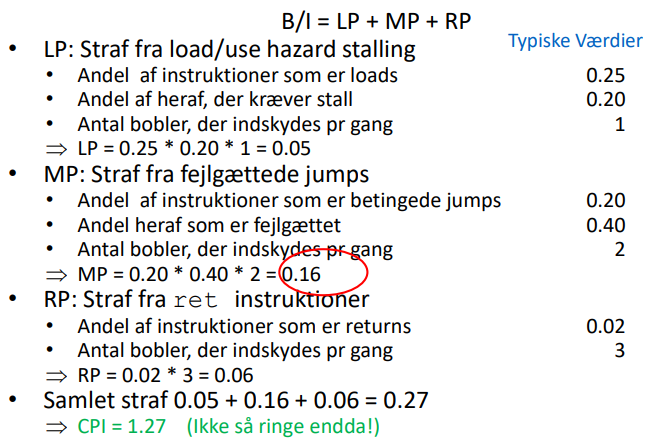 B/I = LP + MP + RP
Typiske Værdier
• LP: Straf fra load/use hazard stalling
• Andel af instruktioner som er loads 0.25
• Andel af heraf, der kræver stall 0.20
• Antal bobler, der indskydes pr gang 1
⇒ LP = 0.25 * 0.20 * 1 = 0.05
• MP: Straf fra fejlgættede jumps
• Andel af instruktioner som er betingede jumps 0.20
• Andel heraf som er fejlgættet 0.40
• Antal bobler, der indskydes pr gang 2
⇒ MP = 0.20 * 0.40 * 2 = 0.16
• RP: Straf fra ret instruktioner
• Andel af instruktioner som er returns 0.02
• Antal bobler, der indskydes pr gang 3
⇒ RP = 0.02 * 3 = 0.06
• Samlet straf 0.05 + 0.16 + 0.06 = 0.27
⇒ CPI = 1.27 (Ikke så ringe endda!)